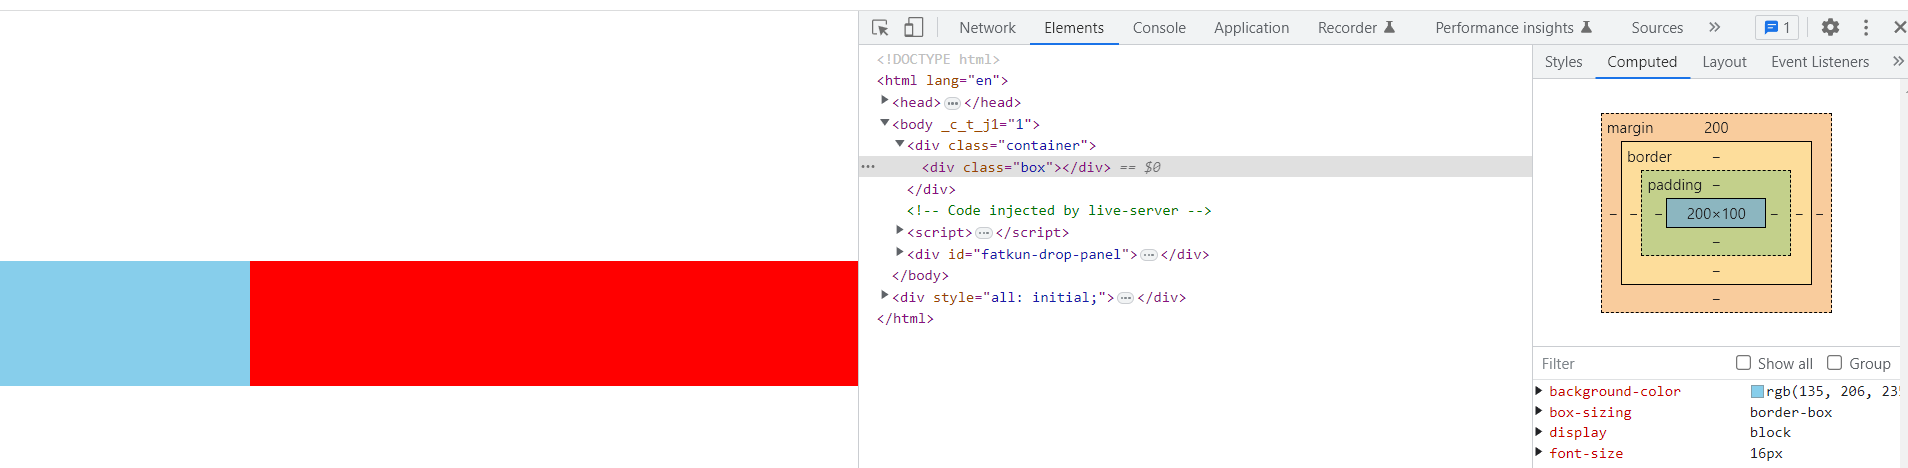 Network Elements Console Application Recorder Performance insights Sources » 1
<!DOCTYPE html>
<html lang="en">
<head>…</head>
<body _c_t_j1="1">
<div class="container">
… <div class="box"></div> == $0
</div>
<!-- Code injected by live-server -->
<script>…</script>
<div id="fatkun-drop-panel">…</div>
</body>
<div style="all: initial;">…</div>
</html>
Styles Computed Layout Event Listeners »
margin 200
border –
padding –
– – – 200×100 – – –
–
–
–
Filter Show all Group
background-color rgb(135, 206, 23
box-sizing border-box
display block
font-size 16px